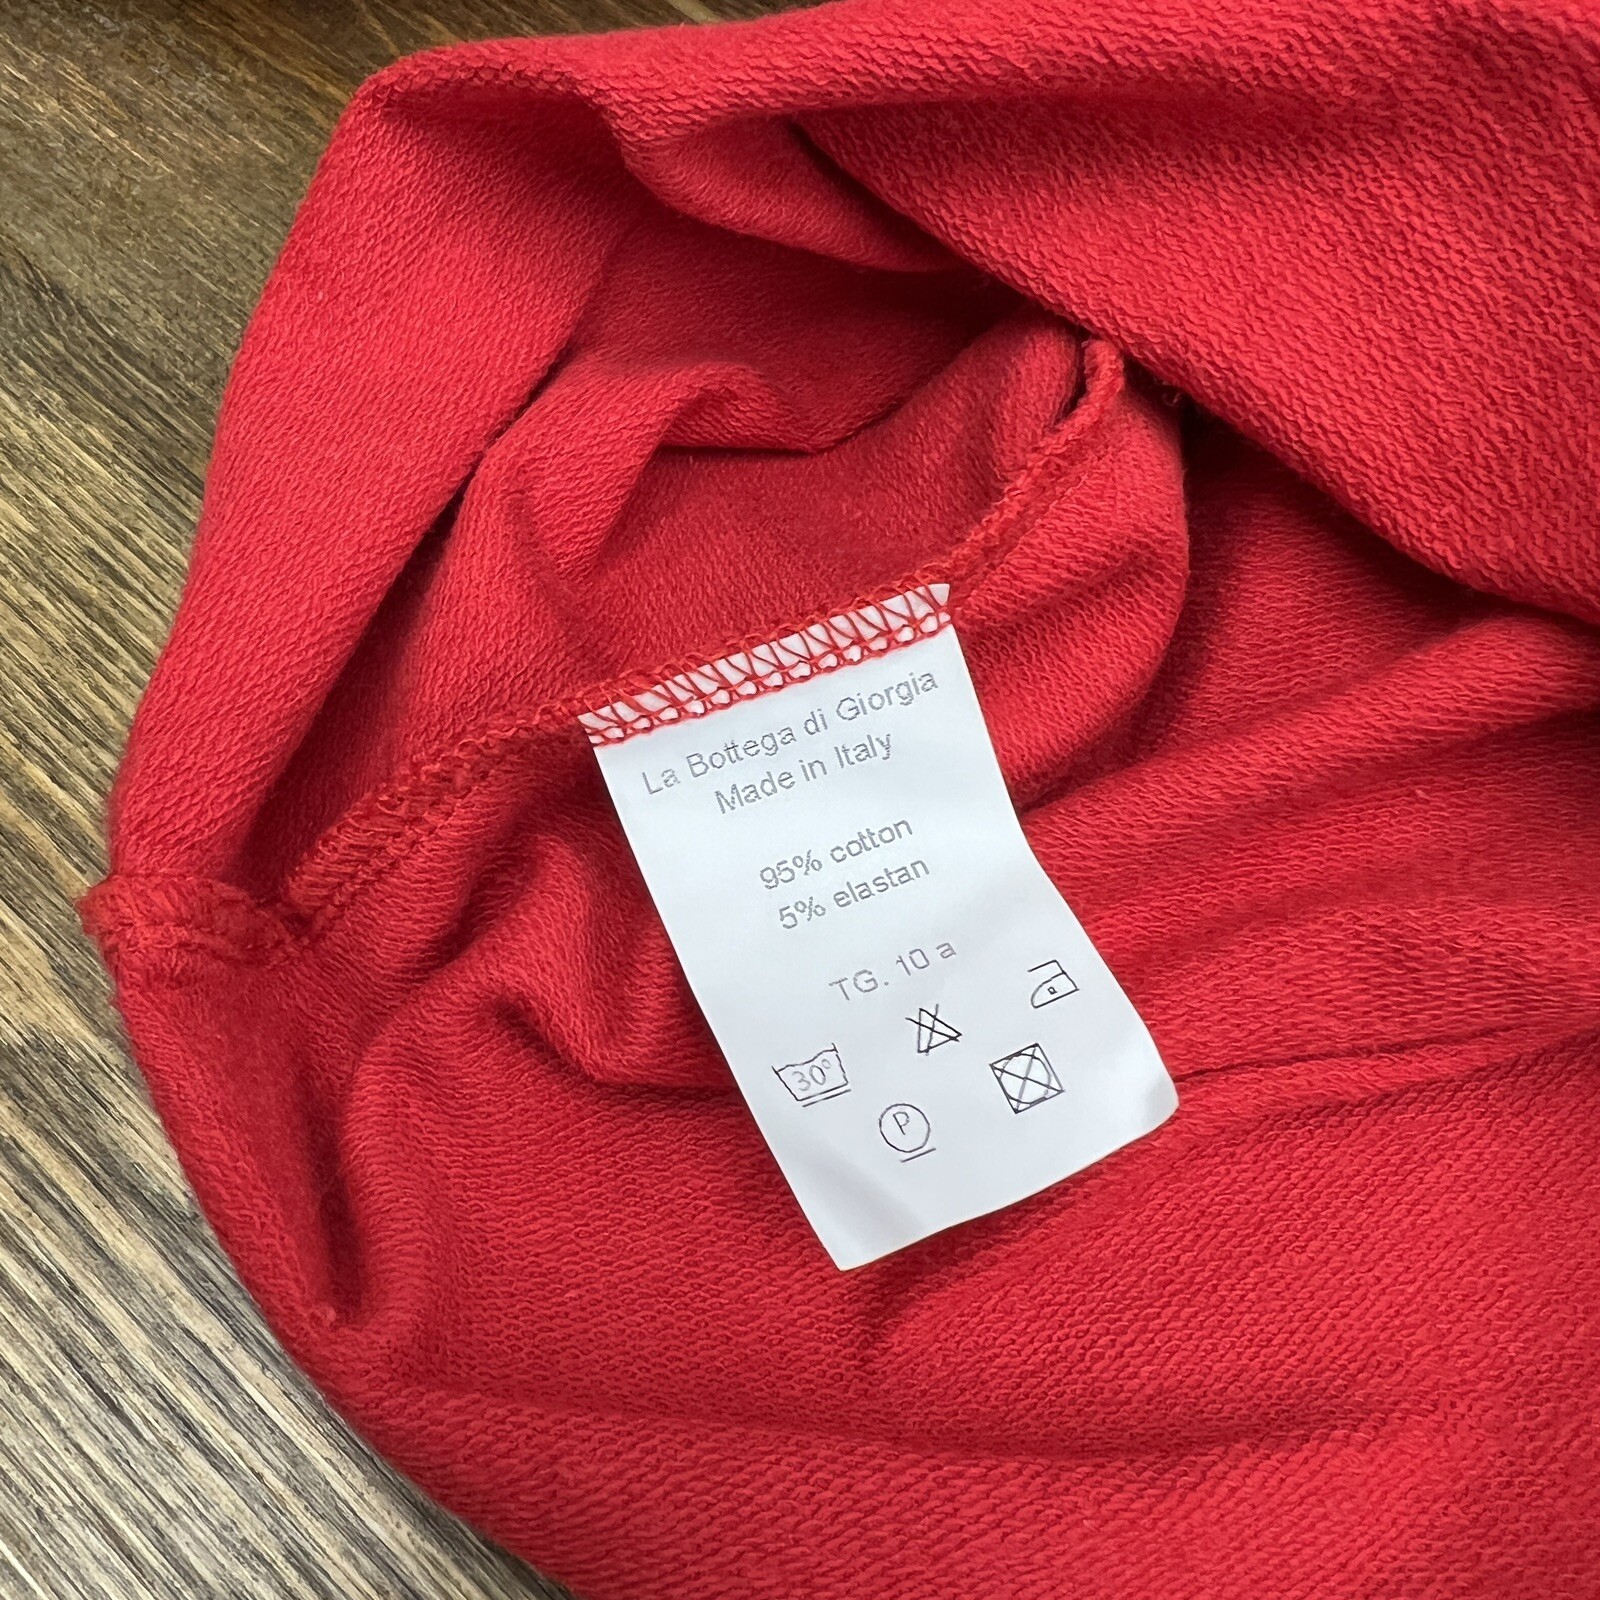 La Bottega di Giorgia
Made in Italy
95% cotton
5% elastan
TG. 10 a
30°
P